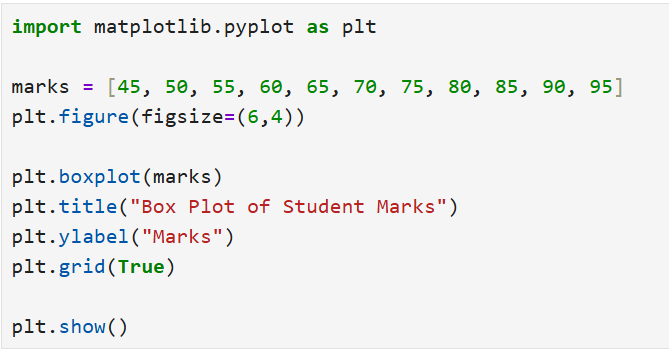 import matplotlib.pyplot as plt
marks = [45, 50, 55, 60, 65, 70, 75, 80, 85, 90, 95]
plt.figure(figsize=(6,4))
plt.boxplot(marks)
plt.title("Box Plot of Student Marks")
plt.ylabel("Marks")
plt.grid(True)
plt.show()